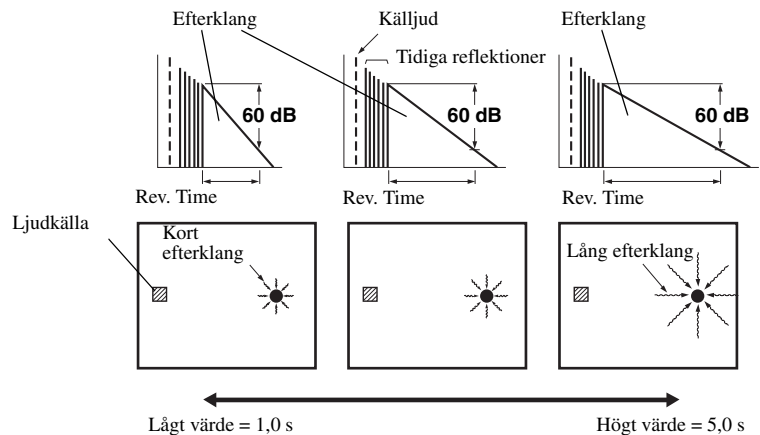 Efterklang
Källjud
Efterklang
Tidiga reflektioner
60 dB
60 dB
60 dB
Rev. Time
Rev. Time
Rev. Time
Ljudkälla
Kort
efterklang
Lång efterklang
Lågt värde = 1,0 s
Högt värde = 5,0 s